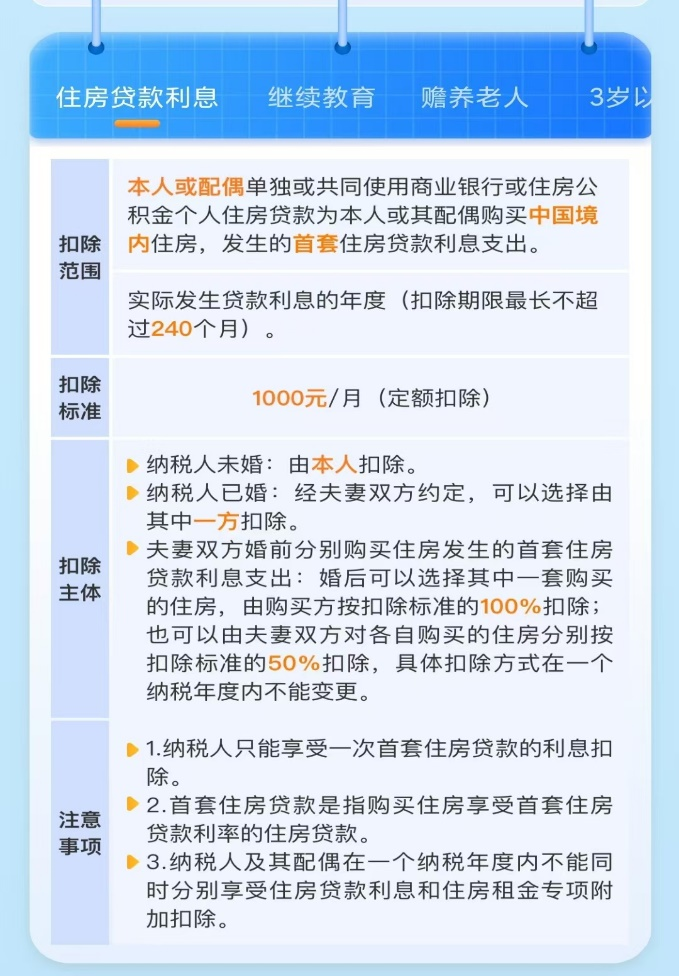 住房贷款利息 继续教育 赡养老人 3岁以
扣除
范围
本人或配偶单独或共同使用商业银行或住房公
积金个人住房贷款为本人或其配偶购买中国境
内住房，发生的首套住房贷款利息支出。
实际发生贷款利息的年度（扣除期限最长不超
过240个月）。
扣除
标准
1000元/月（定额扣除）
扣除
主体
纳税人未婚：由本人扣除。
纳税人已婚：经夫妻双方约定，可以选择由
其中一方扣除。
夫妻双方婚前分别购买住房发生的首套住房
贷款利息支出：婚后可以选择其中一套购买
的住房，由购买方按扣除标准的100%扣除；
也可以由夫妻双方对各自购买的住房分别按
扣除标准的50%扣除，具体扣除方式在一个
纳税年度内不能变更。
注意
事项
1.纳税人只能享受一次首套住房贷款的利息扣
除。
2.首套住房贷款是指购买住房享受首套住房
贷款利率的住房贷款。
3.纳税人及其配偶在一个纳税年度内不能同
时分别享受住房贷款利息和住房租金专项附
加扣除。